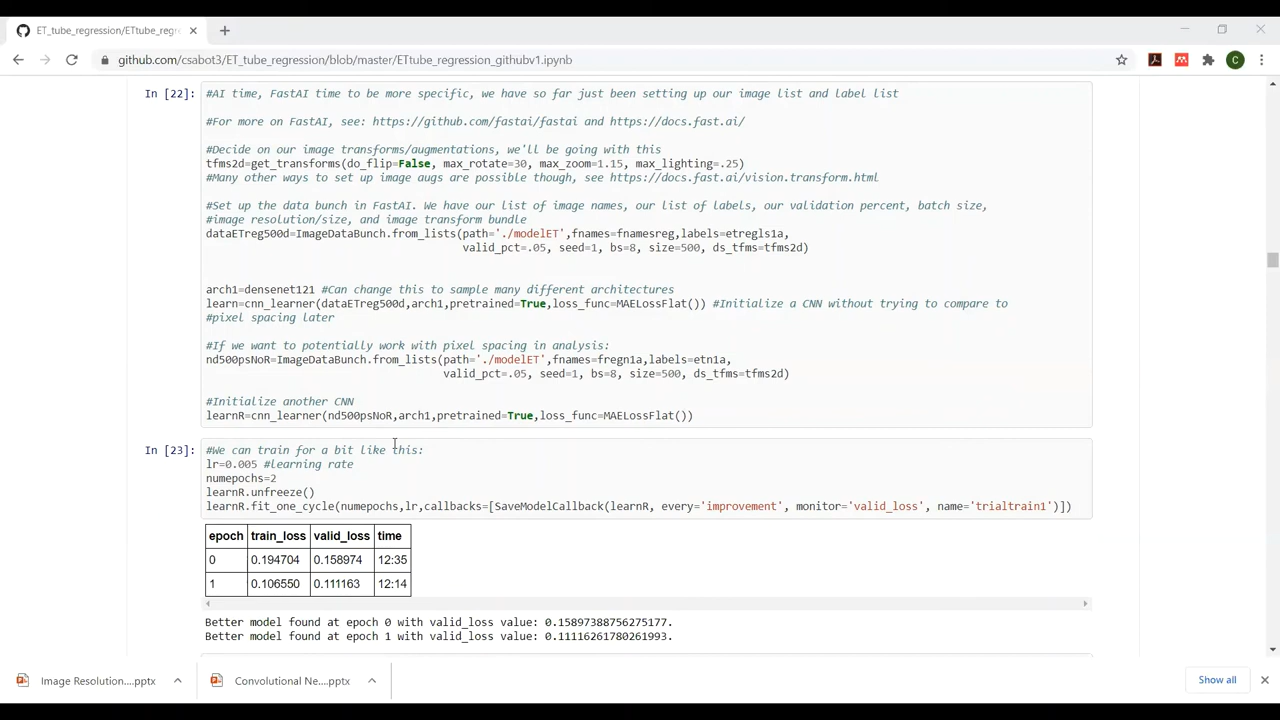 ET_tube_regression/ETtube_regr
github.com/csabot3/ET_tube_regression/blob/master/ETtube_regression_githubv1.ipynb
C
In [22]:
#AI time, FastAI time to be more specific, we have so far just been setting up our image list and label list
#For more on FastAI, see: https://github.com/fastai/fastai and https://docs.fast.ai/
#Decide on our image transforms/augmentations, we'll be going with this
tfms2d=get_transforms(do_flip=False, max_rotate=30, max_zoom=1.15, max_lighting=.25)
#Many other ways to set up image augs are possible though, see https://docs.fast.ai/vision.transform.html
#Set up the data bunch in FastAI. We have our list of image names, our list of labels, our validation percent, batch size,
#image resolution/size, and image transform bundle
dataETreg500d=ImageDataBunch.from_lists(path='./modelET',fnames=fnamesreg,labels=etregls1a,
valid_pct=.05, seed=1, bs=8, size=500, ds_tfms=tfms2d)
arch1=densenet121 #Can change this to sample many different architectures
learn=cnn_learner(dataETreg500d,arch1,pretrained=True,loss_func=MAELossFlat()) #Initialize a CNN without trying to compare to
#pixel spacing later
#If we want to potentially work with pixel spacing in analysis:
nd500psNoR=ImageDataBunch.from_lists(path='./modelET',fnames=fregn1a,labels=etn1a,
valid_pct=.05, seed=1, bs=8, size=500, ds_tfms=tfms2d)
#Initialize another CNN
learnR=cnn_learner(nd500psNoR,arch1,pretrained=True,loss_func=MAELossFlat())
In [23]:
#We can train for a bit like this:
lr=0.005 #learning rate
numepochs=2
learnR.unfreeze()
learnR.fit_one_cycle(numepochs,lr,callbacks=[SaveModelCallback(learnR, every='improvement', monitor='valid_loss', name='trialtrain1')])
epoch train_loss valid_loss time
0 0.194704 0.158974 12:35
1 0.106550 0.111163 12:14
Better model found at epoch 0 with valid_loss value: 0.15897388756275177.
Better model found at epoch 1 with valid_loss value: 0.11116261780261993.
Image Resolution....pptx
Convolutional Ne....pptx
Show all